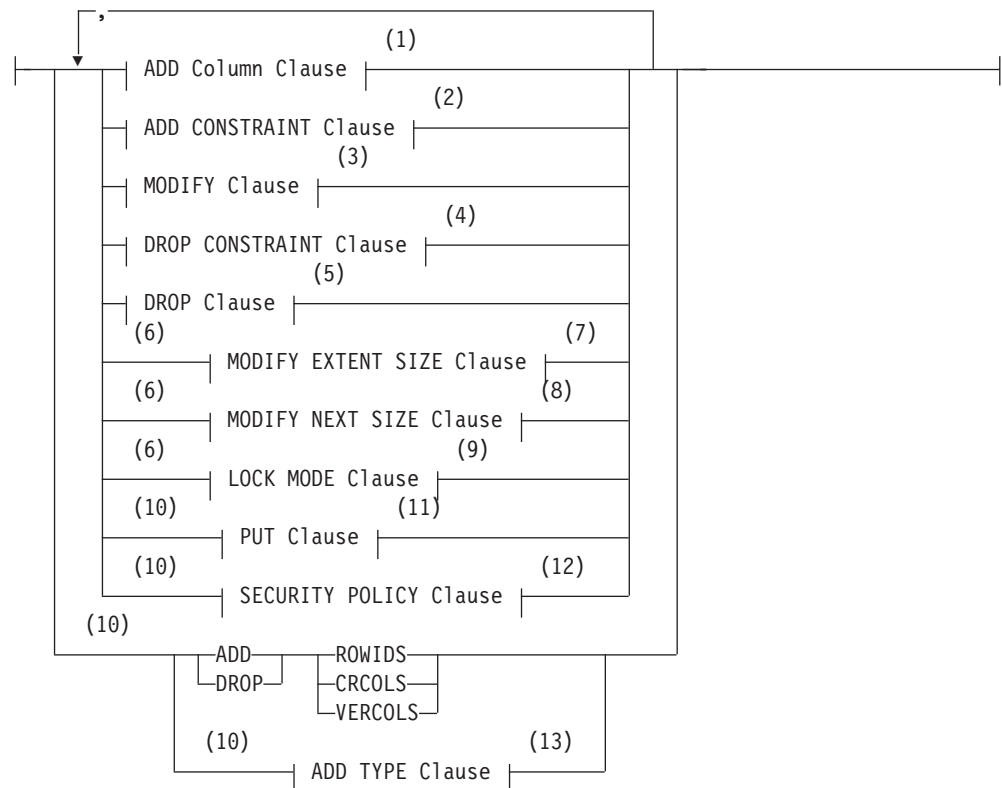 ,
(1)
ADD Column Clause
(2)
ADD CONSTRAINT Clause
(3)
MODIFY Clause
(4)
DROP CONSTRAINT Clause
(5)
DROP Clause
(6) (7)
MODIFY EXTENT SIZE Clause
(6) (8)
MODIFY NEXT SIZE Clause
(6) (9)
LOCK MODE Clause
(10) (11)
PUT Clause
(10) (12)
SECURITY POLICY Clause
(10)
ADD ROWIDS
DROP CRCOLS
VERCOLS
(10) (13)
ADD TYPE Clause